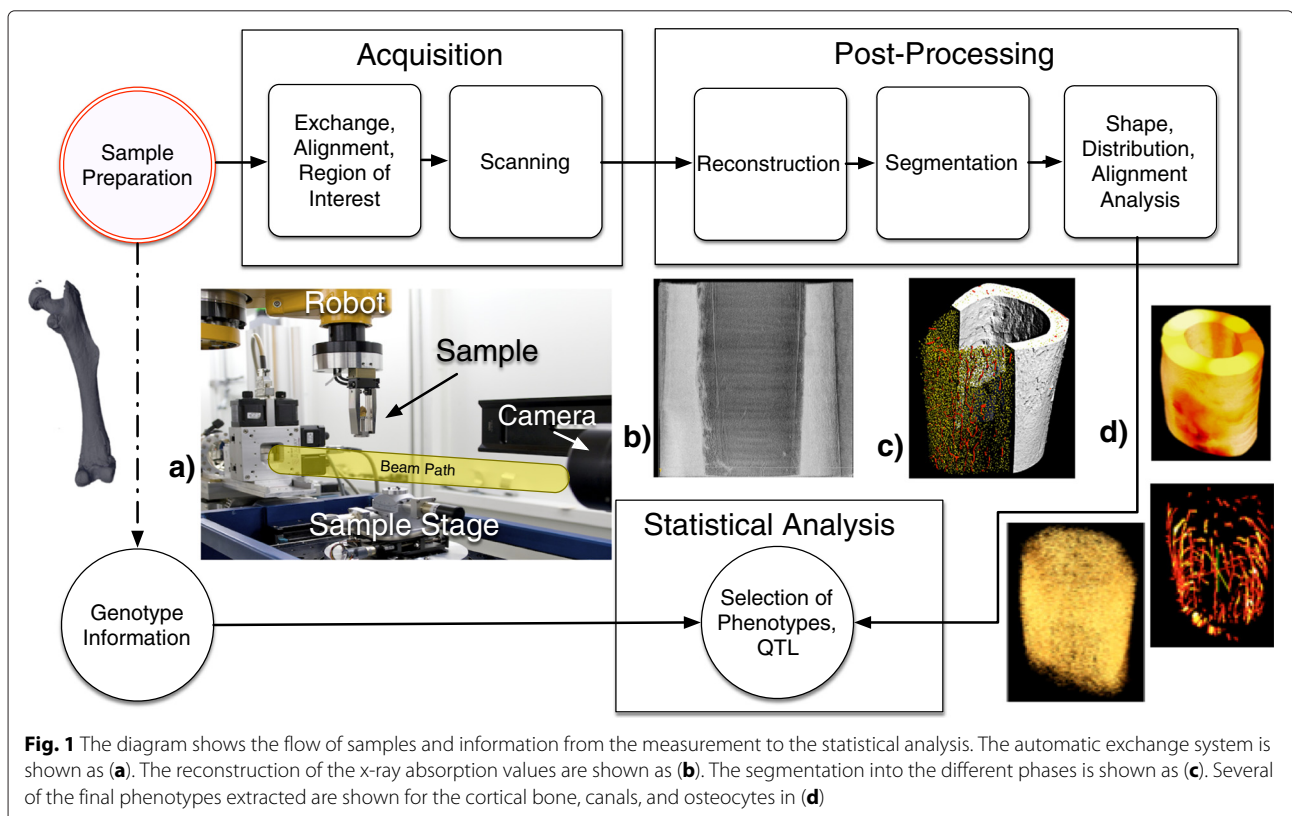 Acquisition
Post-Processing
Sample
Preparation
Exchange,
Alignment,
Region of
Interest
Scanning
Reconstruction
Segmentation
Shape,
Distribution,
Alignment
Analysis
Robot
Sample
Camera
Beam Path
Sample Stage
a)
b)
c)
d)
Statistical Analysis
Genotype
Information
Selection of
Phenotypes,
QTL
Fig. 1 The diagram shows the flow of samples and information from the measurement to the statistical analysis. The automatic exchange system is
shown as (a). The reconstruction of the x-ray absorption values are shown as (b). The segmentation into the different phases is shown as (c). Several
of the final phenotypes extracted are shown for the cortical bone, canals, and osteocytes in (d)